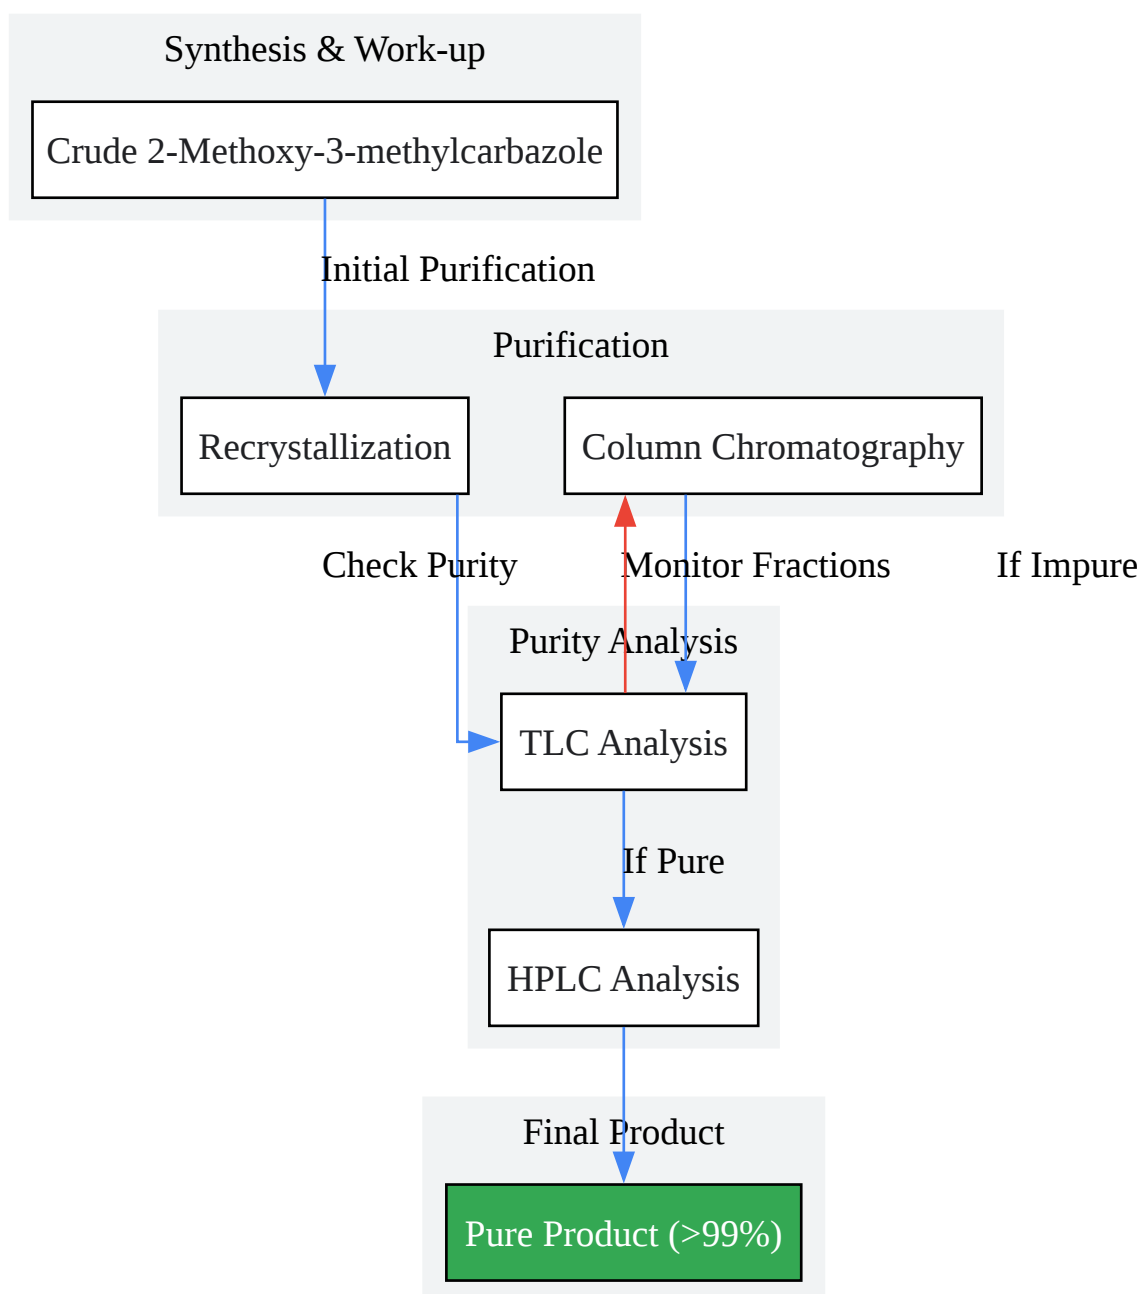 Synthesis & Work-up
Crude 2-Methoxy-3-methylcarbazole
Initial Purification
Purification
Recrystallization
Column Chromatography
Check Purity
Monitor Fractions
If Impure
Purity Analysis
TLC Analysis
If Pure
HPLC Analysis
Final Product
Pure Product (>99%)